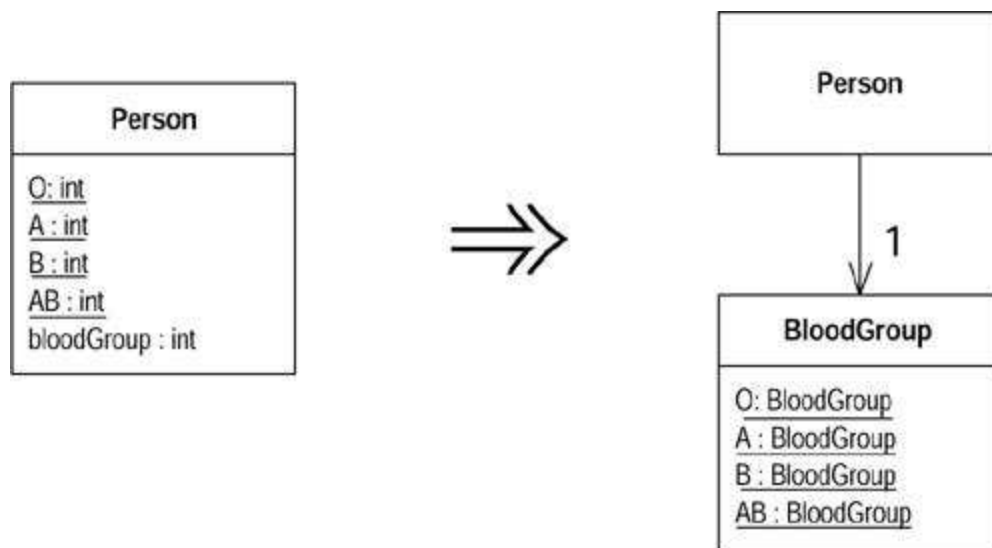 Person
O: int
A : int
B : int
AB : int
bloodGroup : int
Person
1
BloodGroup
O: BloodGroup
A : BloodGroup
B : BloodGroup
AB : BloodGroup